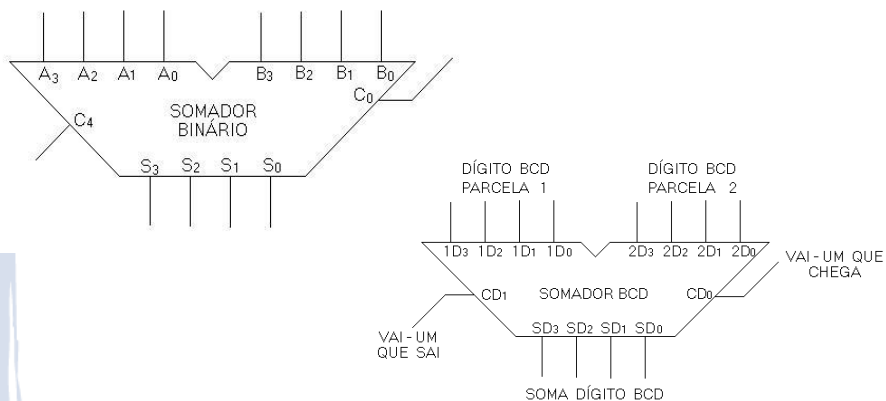 A3 A2 A1 A0 B3 B2 B1 B0
C0
SOMADOR
BINÁRIO
C4
S3 S2 S1 S0
DÍGITO BCD
PARCELA 1
DÍGITO BCD
PARCELA 2
1D3 1D2 1D1 1D0 2D3 2D2 2D1 2D0
VAI-UM QUE
CHEGA
CD1 SOMADOR BCD CD0
VAI-UM
QUE SAI
SD3 SD2 SD1 SD0
SOMA DÍGITO BCD